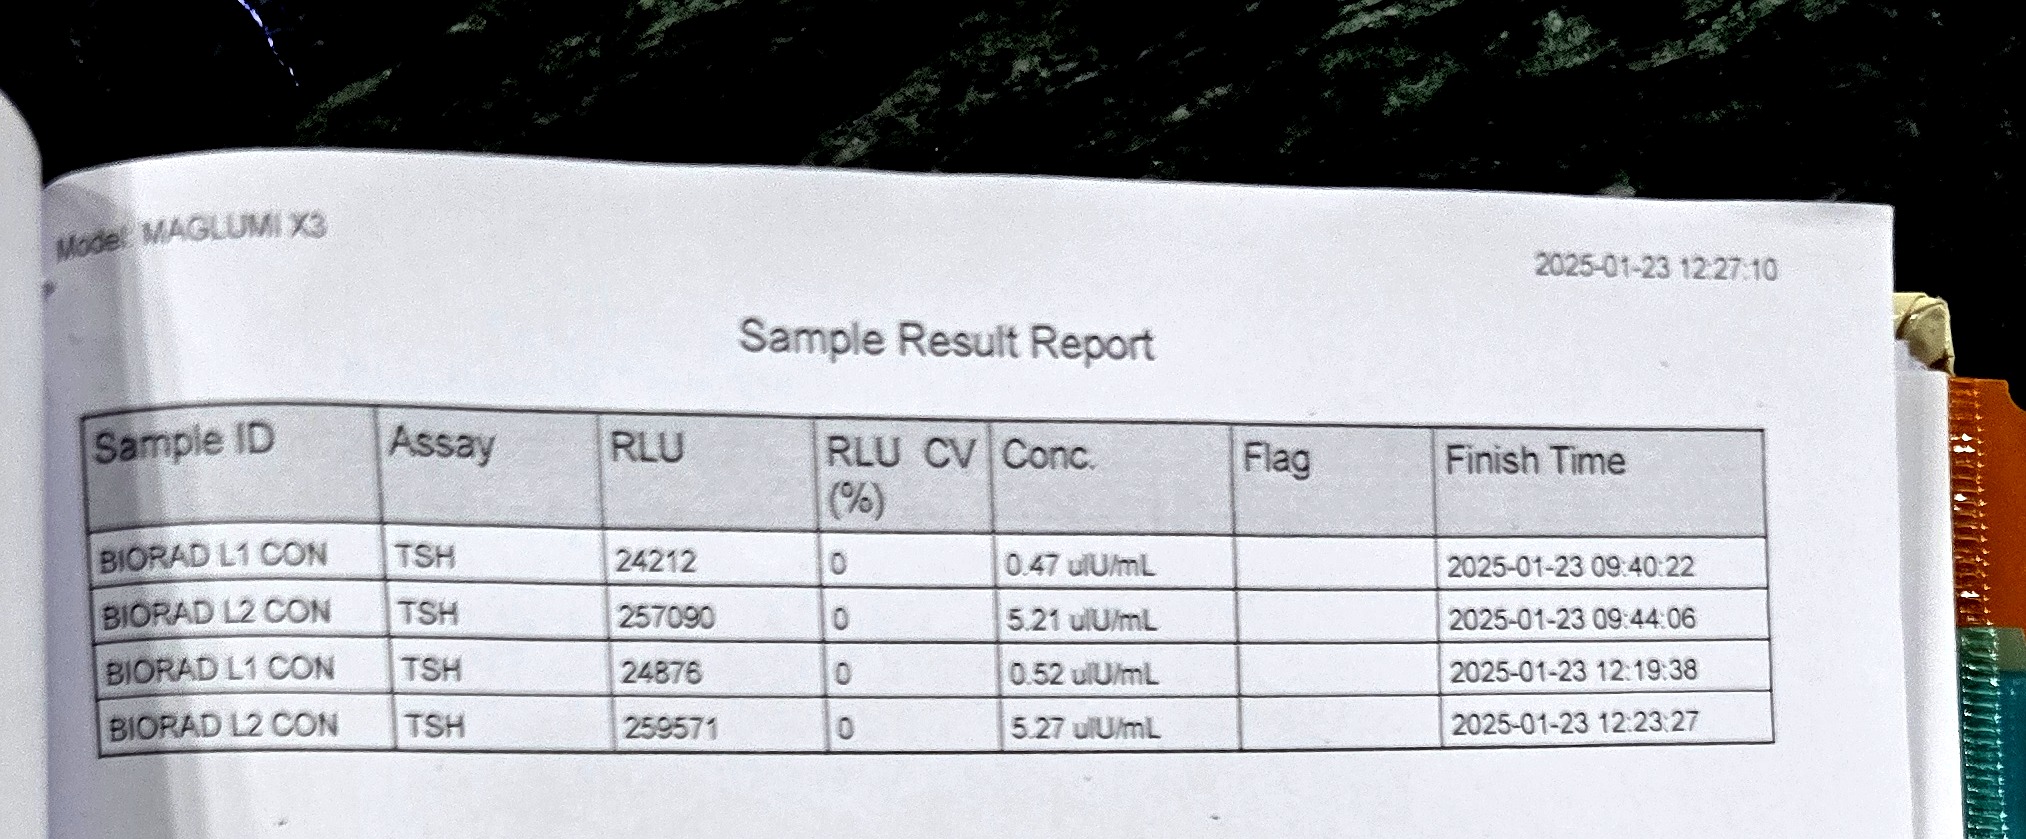 Model: MAGLUMI X3
2025-01-23 12:27:10
Sample Result Report
Sample ID Assay RLU RLU CV (%) Conc. Flag Finish Time
BIORAD L1 CON TSH 24212 0 0.47 uIU/mL 2025-01-23 09:40:22
BIORAD L2 CON TSH 257090 0 5.21 uIU/mL 2025-01-23 09:44:06
BIORAD L1 CON TSH 24876 0 0.52 uIU/mL 2025-01-23 12:19:38
BIORAD L2 CON TSH 259571 0 5.27 uIU/mL 2025-01-23 12:23:27